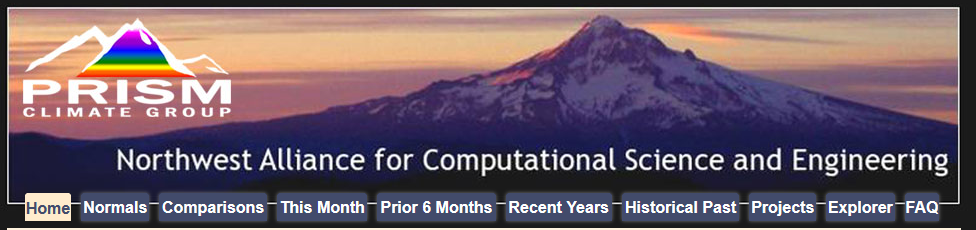 PRISM
CLIMATE GROUP
Northwest Alliance for Computational Science and Engineering
Home Normals Comparisons This Month Prior 6 Months Recent Years Historical Past Projects Explorer FAQ